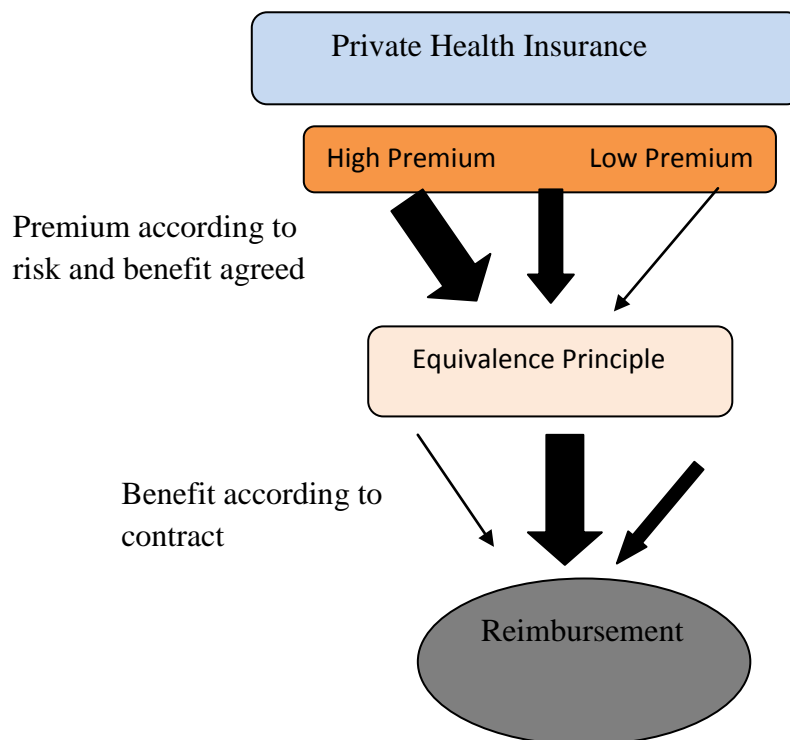 Private Health Insurance
High Premium Low Premium
Premium according to
risk and benefit agreed
Equivalence Principle
Benefit according to
contract
Reimbursement